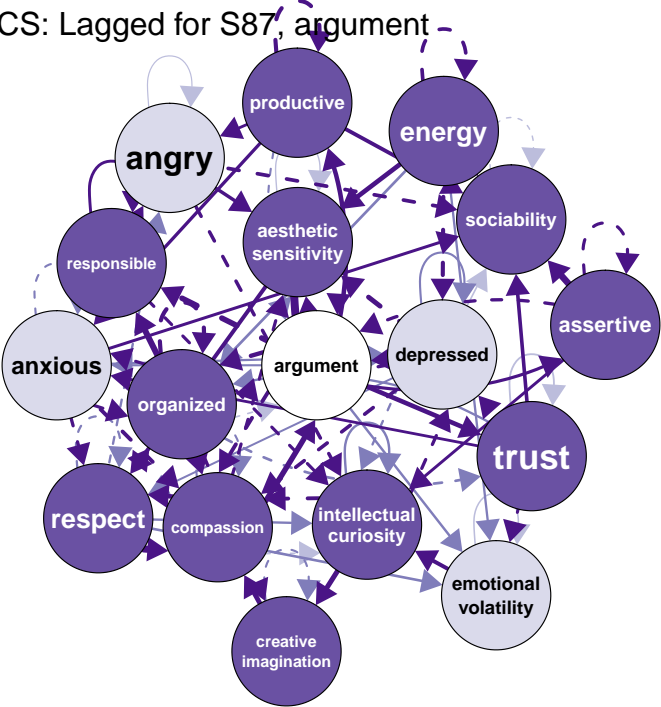 CS: Lagged for S87, argument
productive
energy
angry
sociability
aesthetic
sensitivity
responsible
assertive
depressed
anxious
argument
organized
trust
respect
compassion
intellectual
curiosity
emotional
volatility
creative
imagination